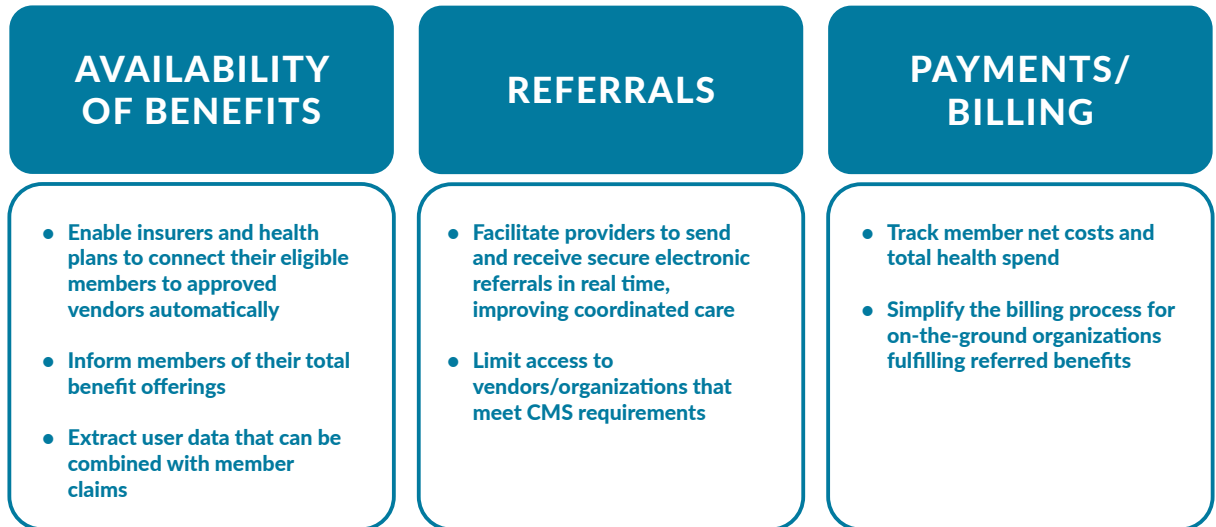 AVAILABILITY
OF BENEFITS
● Enable insurers and health
plans to connect their eligible
members to approved
vendors automatically
● Inform members of their total
benefit offerings
● Extract user data that can be
combined with member
claims
REFERRALS
● Facilitate providers to send
and receive secure electronic
referrals in real time,
improving coordinated care
● Limit access to
vendors/organizations that
meet CMS requirements
PAYMENTS/
BILLING
● Track member net costs and
total health spend
● Simplify the billing process for
on-the-ground organizations
fulfilling referred benefits